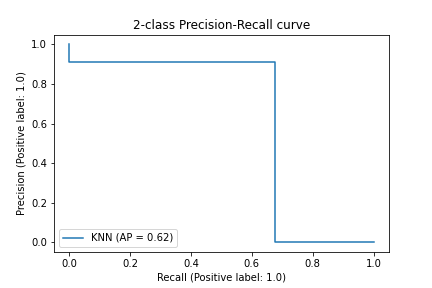 2-class Precision-Recall curve
Precision (Positive label: 1.0)
1.0
0.8
0.6
0.4
0.2
0.0
KNN (AP = 0.62)
0.0 0.2 0.4 0.6 0.8 1.0
Recall (Positive label: 1.0)